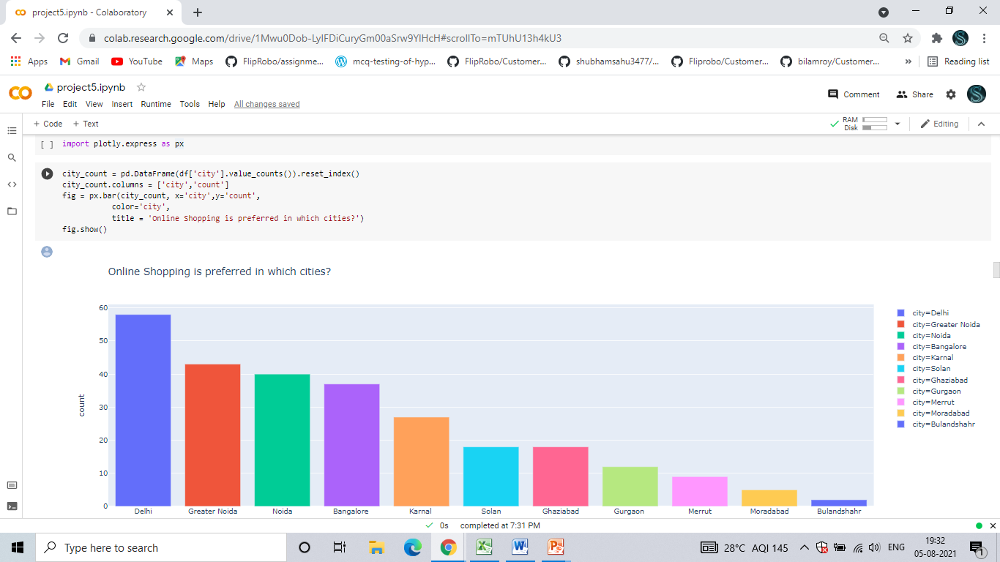 project5.ipynb - Colaboratory
colab.research.google.com/drive/1Mwu0Dob-LyIFDiCuryGm00aSrw9YlHcH#scrollTo=mTUhU13h4kU3
Apps Gmail YouTube Maps FlipRobo/assignme... mcq-testing-of-hyp... FlipRobo/Customer... shubhamsahu3477/... Fliprobo/Customer... bilamroy/Customer... » Reading list
project5.ipynb
Comment Share
File Edit View Insert Runtime Tools Help All changes saved
+ Code + Text
RAM
Disk
Editing
[ ] import plotly.express as px
city_count = pd.DataFrame(df['city'].value_counts()).reset_index()
city_count.columns = ['city','count']
fig = px.bar(city_count, x='city',y='count',
color='city',
title = 'Online Shopping is preferred in which cities?')
fig.show()
Online Shopping is preferred in which cities?
60
50
40
30
20
10
0
count
Delhi Greater Noida Noida Bangalore Karnal Solan Ghaziabad Gurgaon Merrut Moradabad Bulandshahr
city=Delhi
city=Greater Noida
city=Noida
city=Bangalore
city=Karnal
city=Solan
city=Ghaziabad
city=Gurgaon
city=Merrut
city=Moradabad
city=Bulandshahr
0s completed at 7:31 PM
Type here to search
28°C AQI 145
ENG
19:32
05-08-2021
1